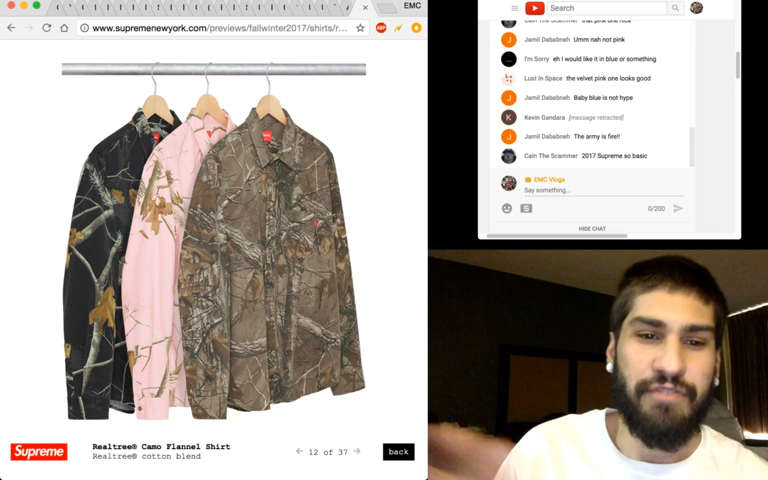 EMC
www.supremenewyork.com/previews/fallwinter2017/shirts/r...
ABP
Supreme
Realtree® Camo Flannel Shirt
Realtree® cotton blend
12 of 37
back
Search
Cain The Scammer that pink one nice
Jamil Dababneh Umm nah not pink
I'm Sorry eh I would like it in blue or something
Lust In Space the velvet pink one looks good
Jamil Dababneh Baby blue is not hype
K Kevin Gandara [message retracted]
Jamil Dababneh The army is fire!!
Cain The Scammer 2017 Supreme so basic
EMC Vlogs
Say something...
0/200
HIDE CHAT